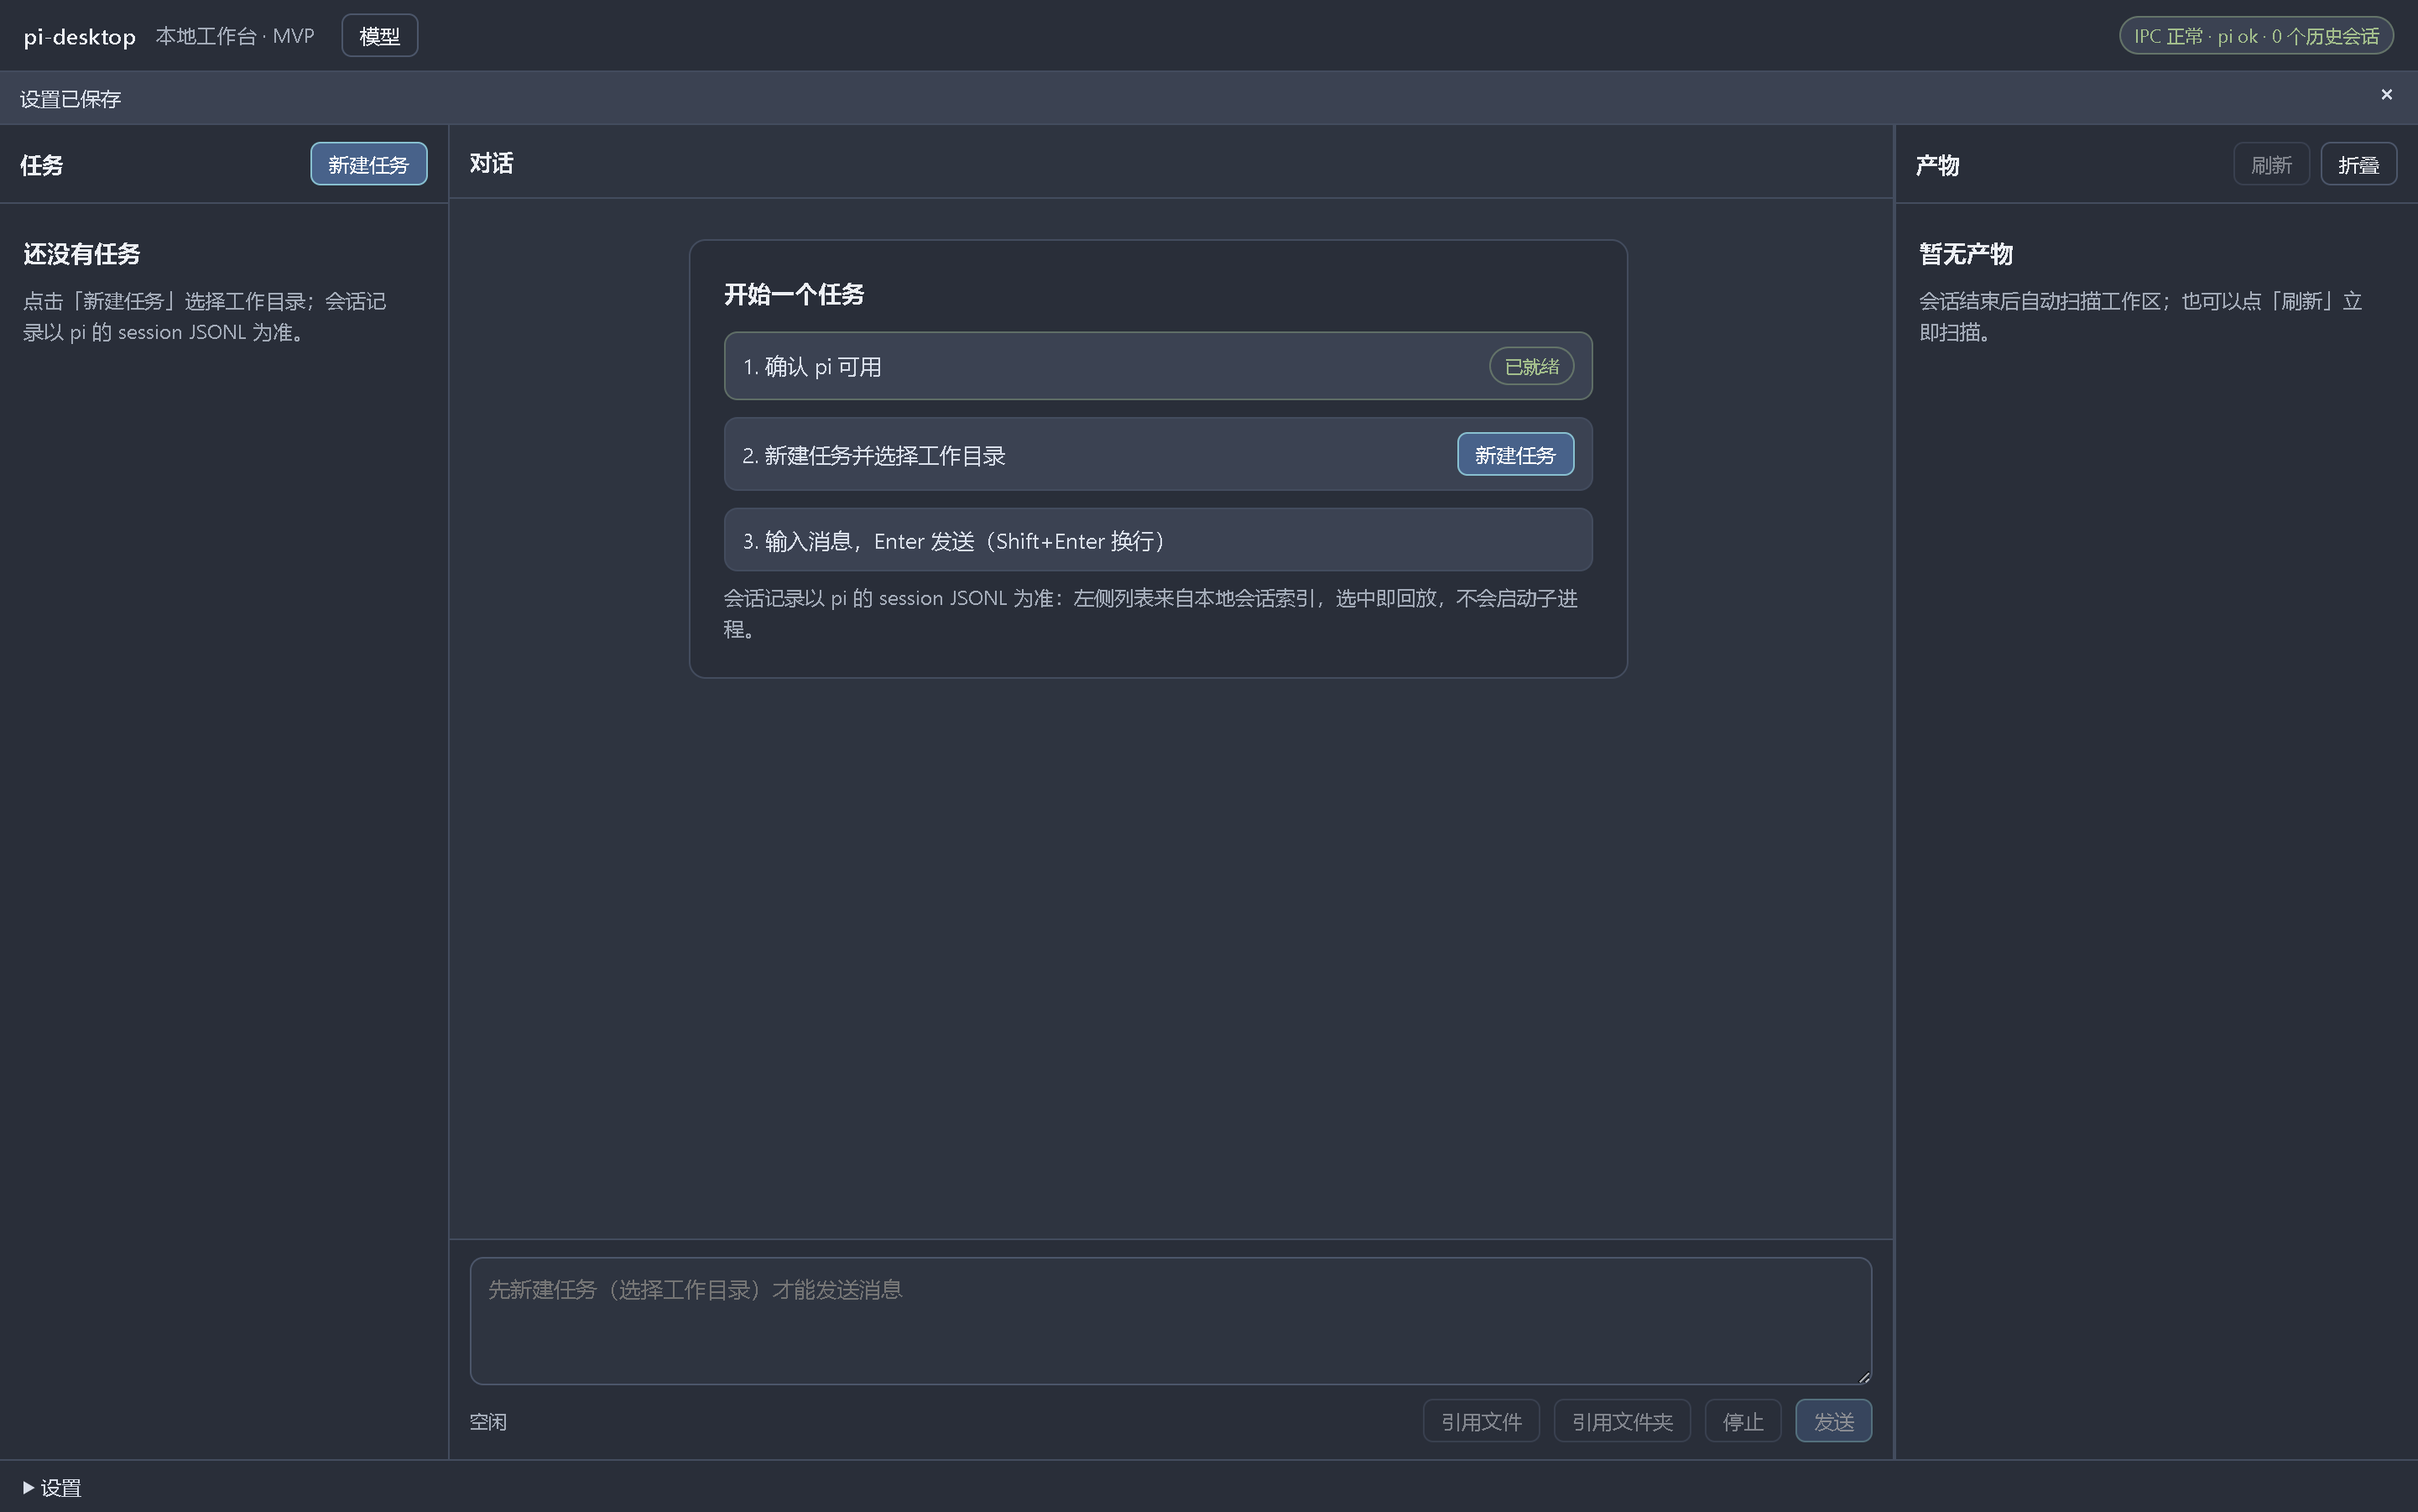 pi-desktop 本地工作台 · MVP 模型 IPC 正常 · pi ok · 0 个历史会话
设置已保存 ×
任务 新建任务
还没有任务
点击「新建任务」选择工作目录；会话记
录以 pi 的 session JSONL 为准。
对话
开始一个任务
1. 确认 pi 可用 已就绪
2. 新建任务并选择工作目录 新建任务
3. 输入消息，Enter 发送（Shift+Enter 换行）
会话记录以 pi 的 session JSONL 为准：左侧列表来自本地会话索引，选中即回放，不会启动子进
程。
先新建任务（选择工作目录）才能发送消息
空闲 引用文件 引用文件夹 停止 发送
产物 刷新 折叠
暂无产物
会话结束后自动扫描工作区；也可以点「刷新」立
即扫描。
▶ 设置